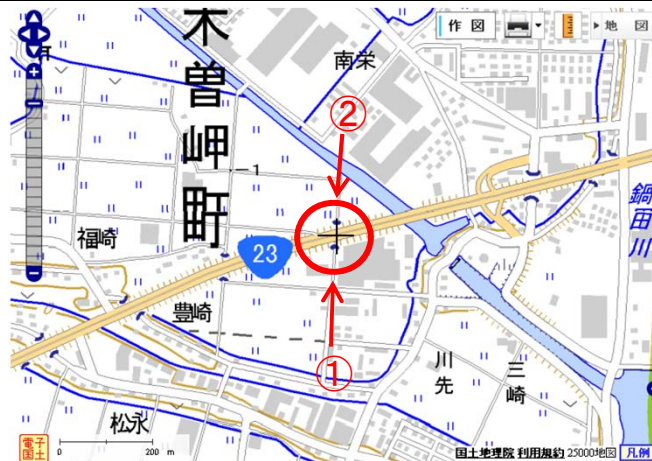 作 図
地 図
木曽岬町
南栄
②
1
鍋田川
福崎
23
豊崎
①
川先
三崎
松永
電子国土
0 200 m
国土地理院 利用規約 25000地図 凡例